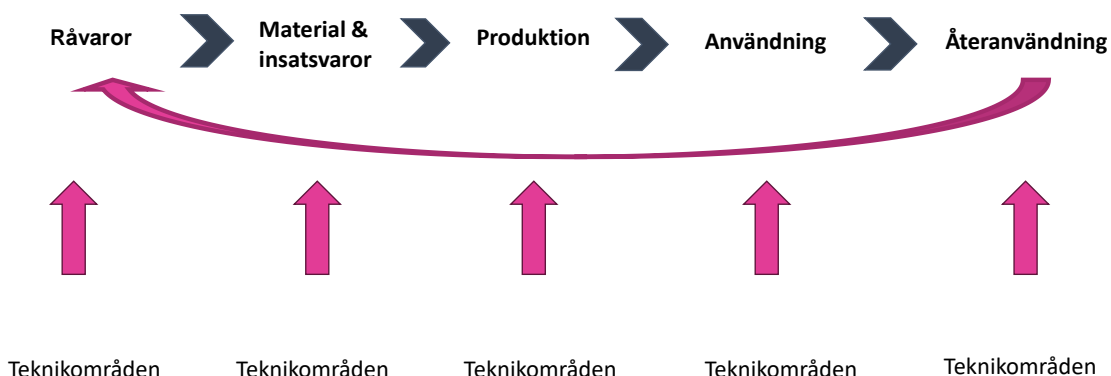 Råvaror
Material &
insatsvaror
Produktion
Användning
Återanvändning
Teknikområden
Teknikområden
Teknikområden
Teknikområden
Teknikområden